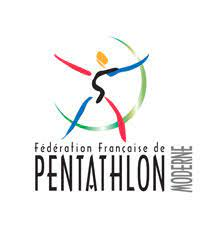 Fédération Française de
PENTATHLON
MODERNE